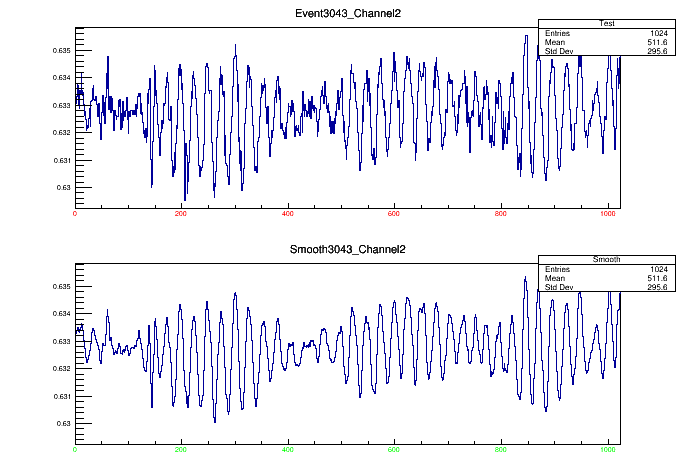 Event3043_Channel2
Test
Entries 1024
Mean 511.6
Std Dev 295.6
0.635
0.634
0.633
0.632
0.631
0.63
0 200 400 600 800 1000
Smooth3043_Channel2
Smooth
Entries 1024
Mean 511.6
Std Dev 295.6
0.635
0.634
0.633
0.632
0.631
0.63
0 200 400 600 800 1000